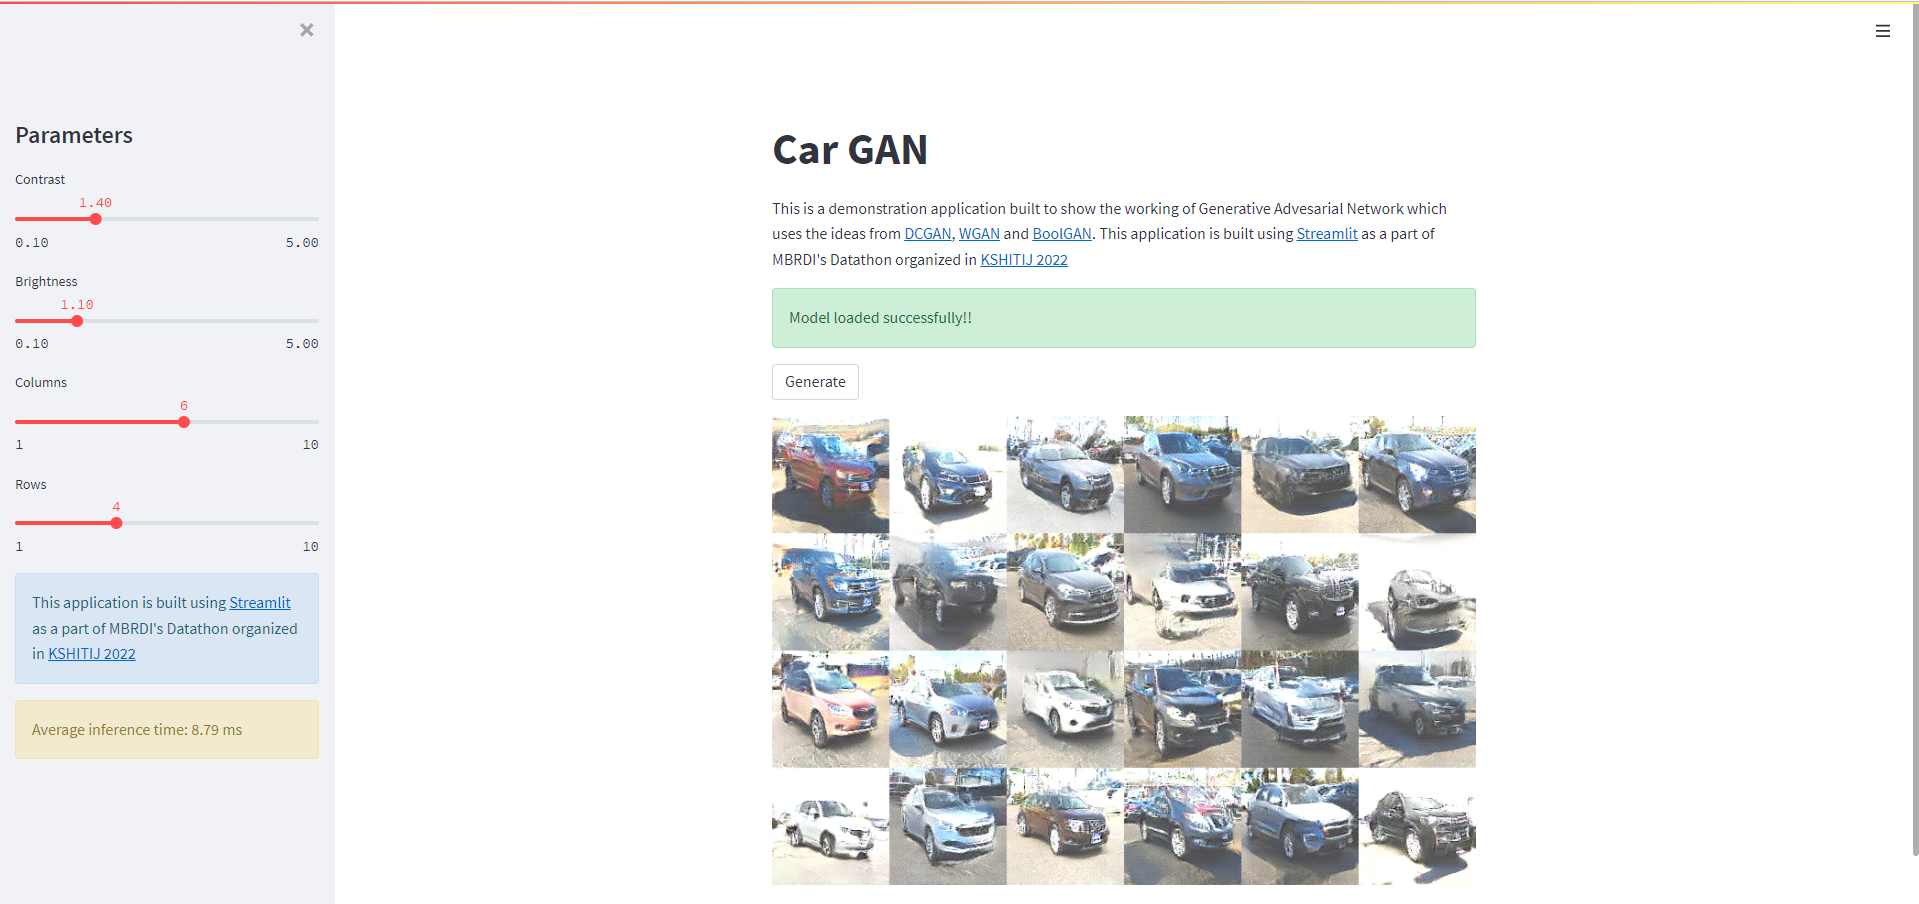 Parameters
Contrast
1.40
0.10 5.00
Brightness
1.10
0.10 5.00
Columns
6
1 10
Rows
4
1 10
This application is built using Streamlit
as a part of MBRDI's Datathon organized
in KSHITIJ 2022
Average inference time: 8.79 ms
Car GAN
This is a demonstration application built to show the working of Generative Advesarial Network which
uses the ideas from DCGAN, WGAN and BoolGAN. This application is built using Streamlit as a part of
MBRDI's Datathon organized in KSHITIJ 2022
Model loaded successfully!!
Generate